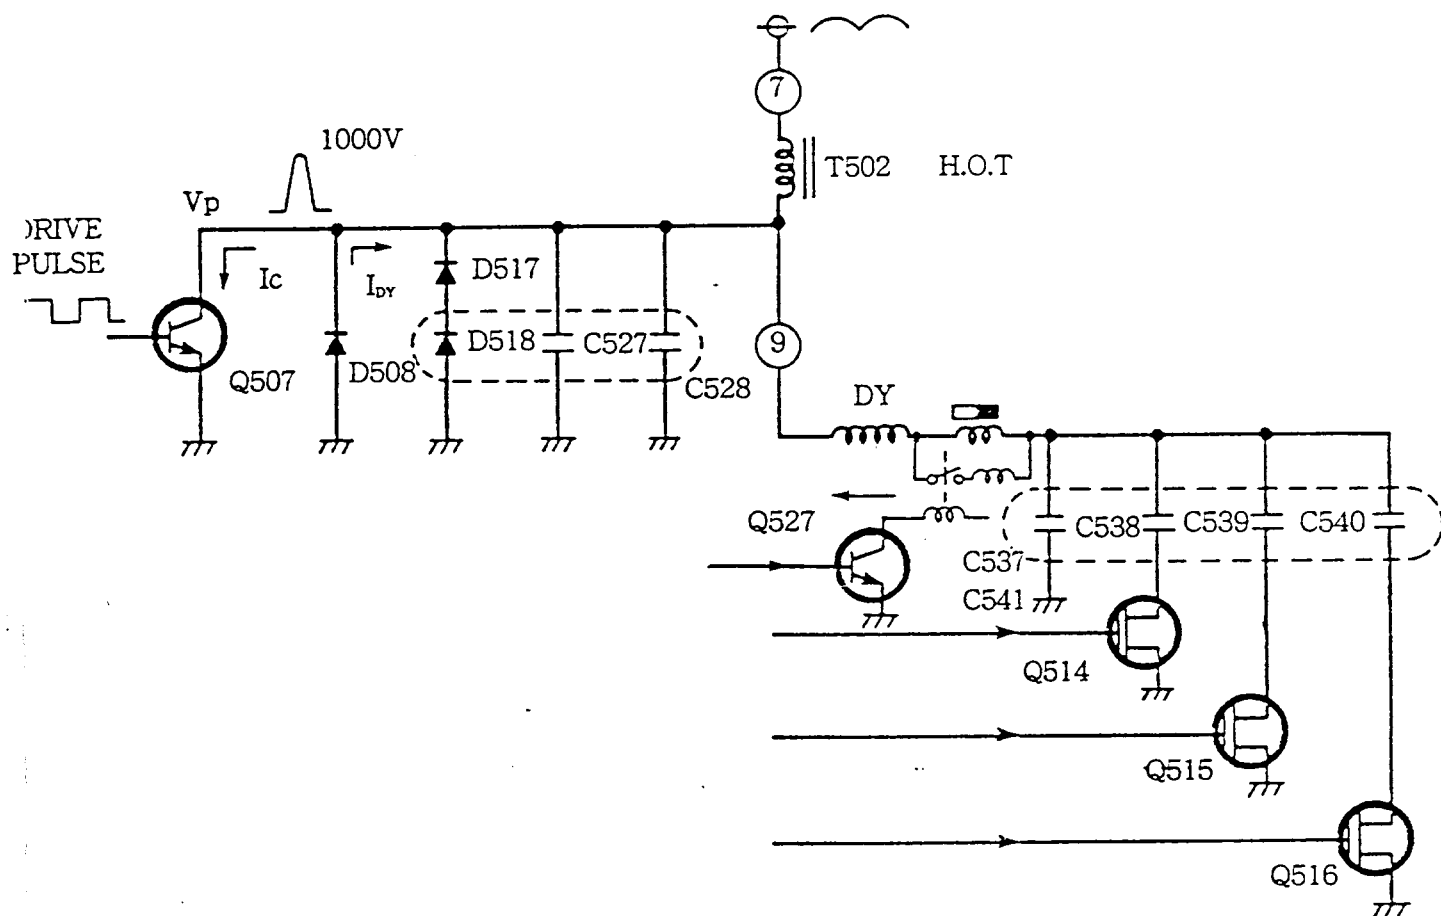 7
1000V
T502
H.O.T
Vp
)RIVE
PULSE
Ic
IDY
D517
D518
C527
9
Q507
D508
C528
DY
Q527
C538
C539
C540
C537
C541
Q514
Q515
Q516